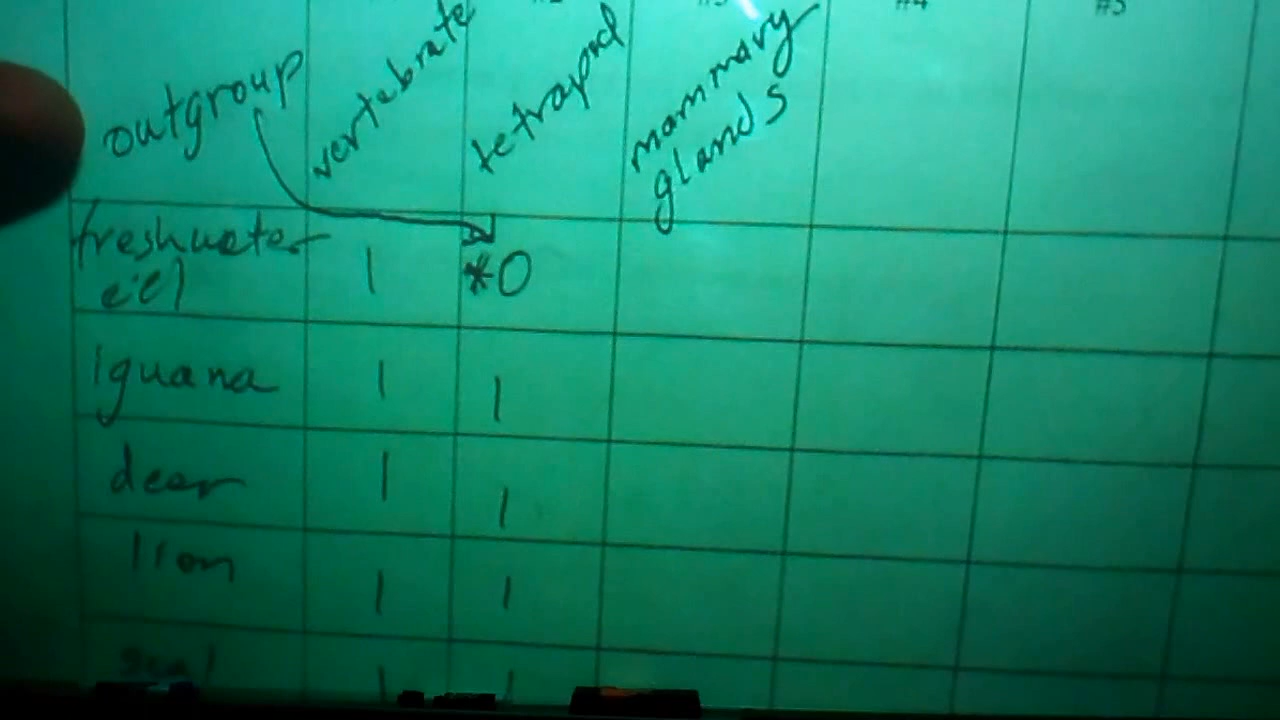 #4 #5
outgroup vertebrate tetrapod mammary
glands
freshwater
eel 1 *0
Iguana 1 1
deer 1 1
lion 1 1
seal 1 1